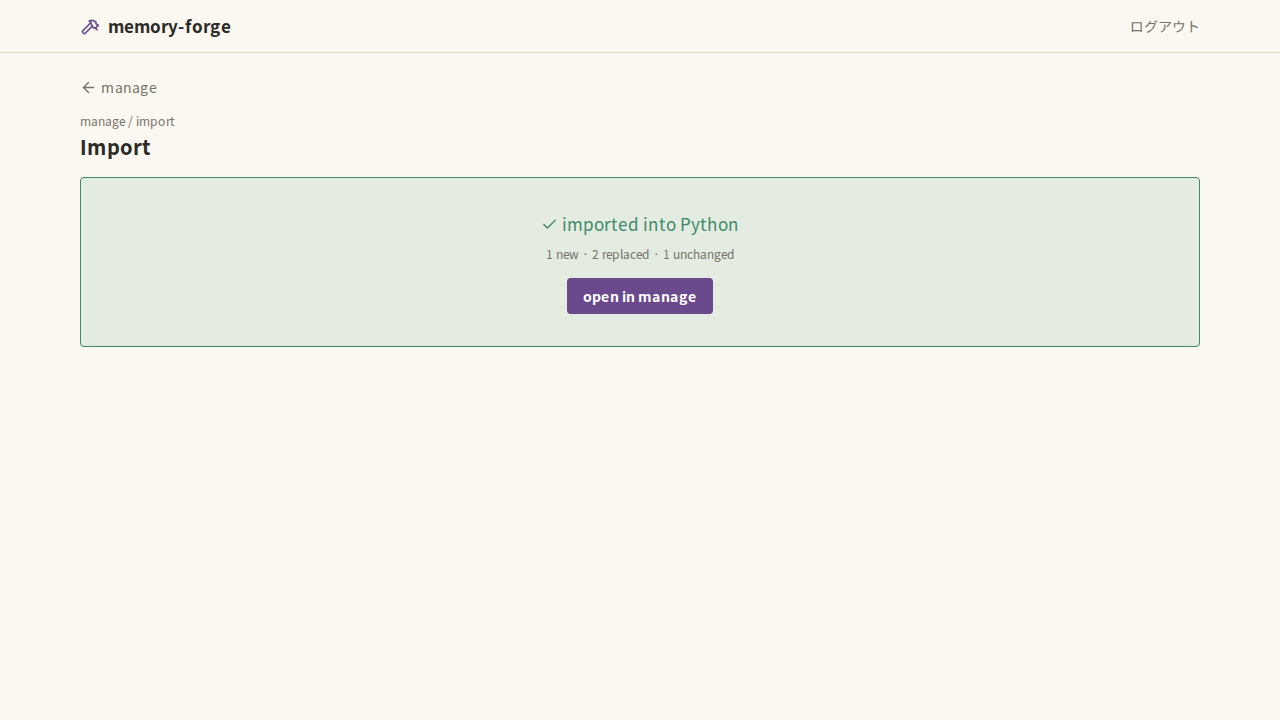 memory-forge
ログアウト
manage
manage / import
Import
imported into Python
1 new · 2 replaced · 1 unchanged
open in manage